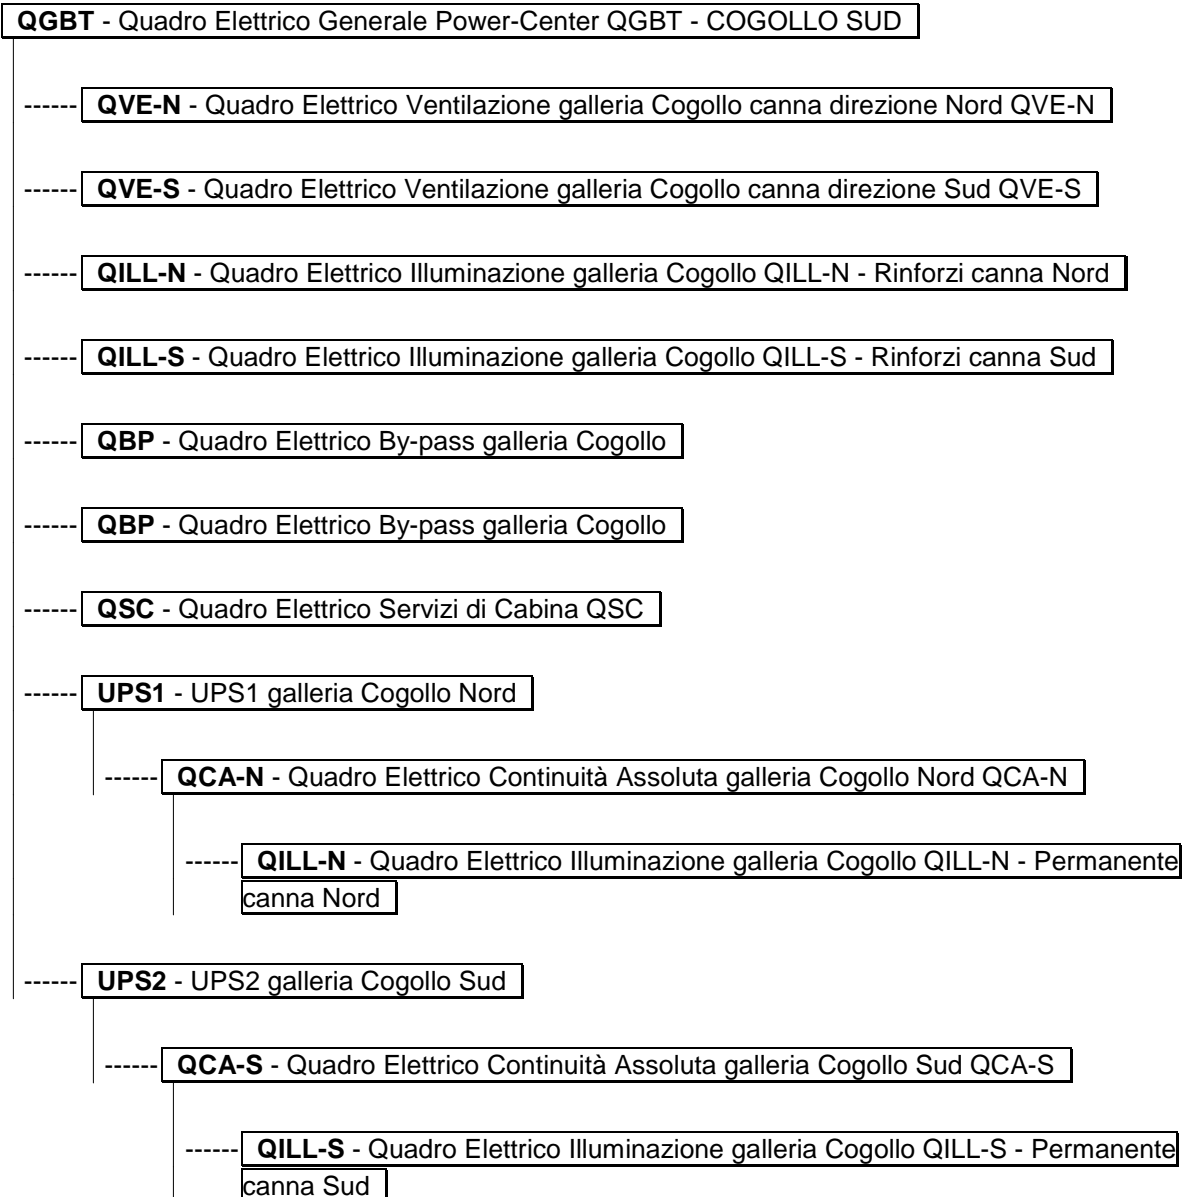 QGBT - Quadro Elettrico Generale Power-Center QGBT - COGOLLO SUD
------ QVE-N - Quadro Elettrico Ventilazione galleria Cogollo canna direzione Nord QVE-N
------ QVE-S - Quadro Elettrico Ventilazione galleria Cogollo canna direzione Sud QVE-S
------ QILL-N - Quadro Elettrico Illuminazione galleria Cogollo QILL-N - Rinforzi canna Nord
------ QILL-S - Quadro Elettrico Illuminazione galleria Cogollo QILL-S - Rinforzi canna Sud
------ QBP - Quadro Elettrico By-pass galleria Cogollo
------ QBP - Quadro Elettrico By-pass galleria Cogollo
------ QSC - Quadro Elettrico Servizi di Cabina QSC
------ UPS1 - UPS1 galleria Cogollo Nord
------ QCA-N - Quadro Elettrico Continuità Assoluta galleria Cogollo Nord QCA-N
------ QILL-N - Quadro Elettrico Illuminazione galleria Cogollo QILL-N - Permanente
canna Nord
------ UPS2 - UPS2 galleria Cogollo Sud
------ QCA-S - Quadro Elettrico Continuità Assoluta galleria Cogollo Sud QCA-S
------ QILL-S - Quadro Elettrico Illuminazione galleria Cogollo QILL-S - Permanente
canna Sud